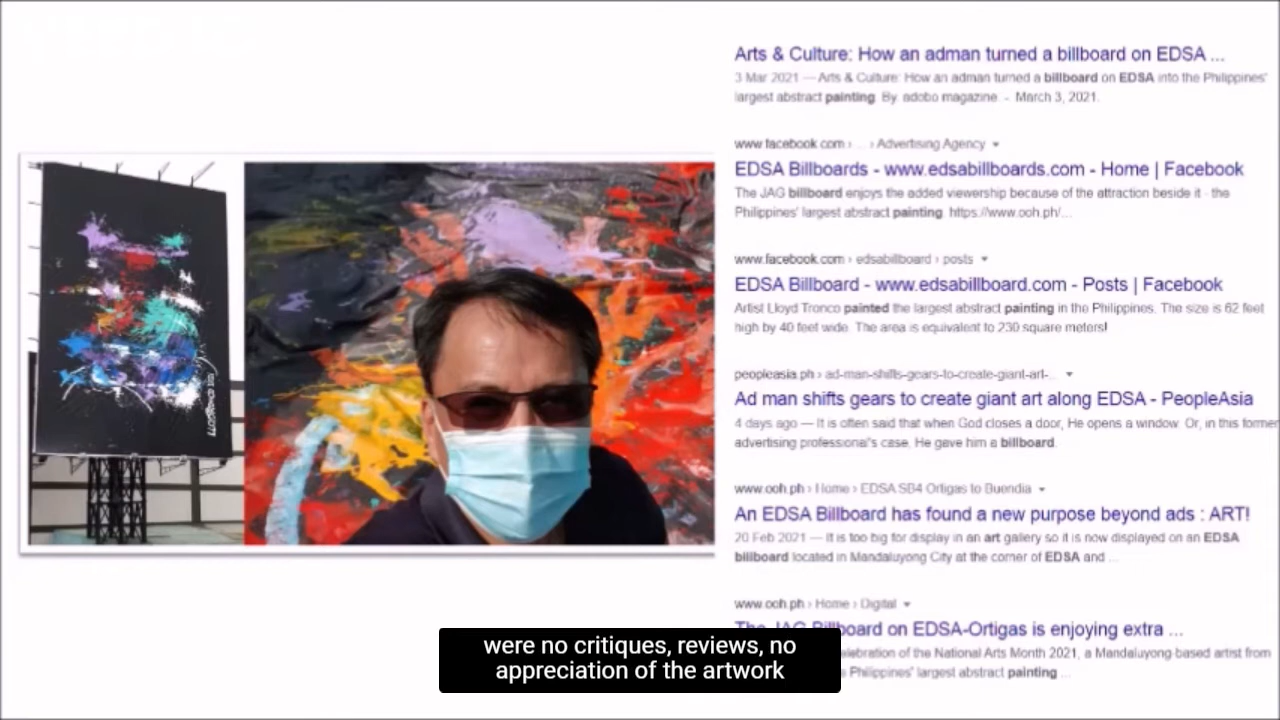 Arts & Culture: How an adman turned a billboard on EDSA ...
3 Mar 2021 — Arts & Culture: How an adman turned a billboard on EDSA into the Philippines'
largest abstract painting. By. adobo magazine. - March 3, 2021.
www.facebook.com › ... › Advertising Agency
EDSA Billboards - www.edsabillboards.com - Home | Facebook
The JAG billboard enjoys the added viewership because of the attraction beside it - the
Philippines' largest abstract painting. https://www.ooh.ph/...
www.facebook.com › edsabillboard › posts
EDSA Billboard - www.edsabillboard.com - Posts | Facebook
Artist Lloyd Tronco painted the largest abstract painting in the Philippines. The size is 62 feet
high by 40 feet wide. The area is equivalent to 230 square meters!
peopleasia.ph › ad-man-shifts-gears-to-create-giant-art-...
Ad man shifts gears to create giant art along EDSA - PeopleAsia
4 days ago — It is often said that when God closes a door, He opens a window. Or, in this former
advertising professional's case, He gave him a billboard.
www.ooh.ph › Home › EDSA SB4 Ortigas to Buendia
An EDSA Billboard has found a new purpose beyond ads : ART!
20 Feb 2021 — It is too big for display in an art gallery so it is now displayed on an EDSA
billboard located in Mandaluyong City at the corner of EDSA and ...
www.ooh.ph › Home › Digital
The JAG Billboard on EDSA-Ortigas is enjoying extra ...
celebration of the National Arts Month 2021, a Mandaluyong-based artist from
Philippines' largest abstract painting ...
were no critiques, reviews, no
appreciation of the artwork